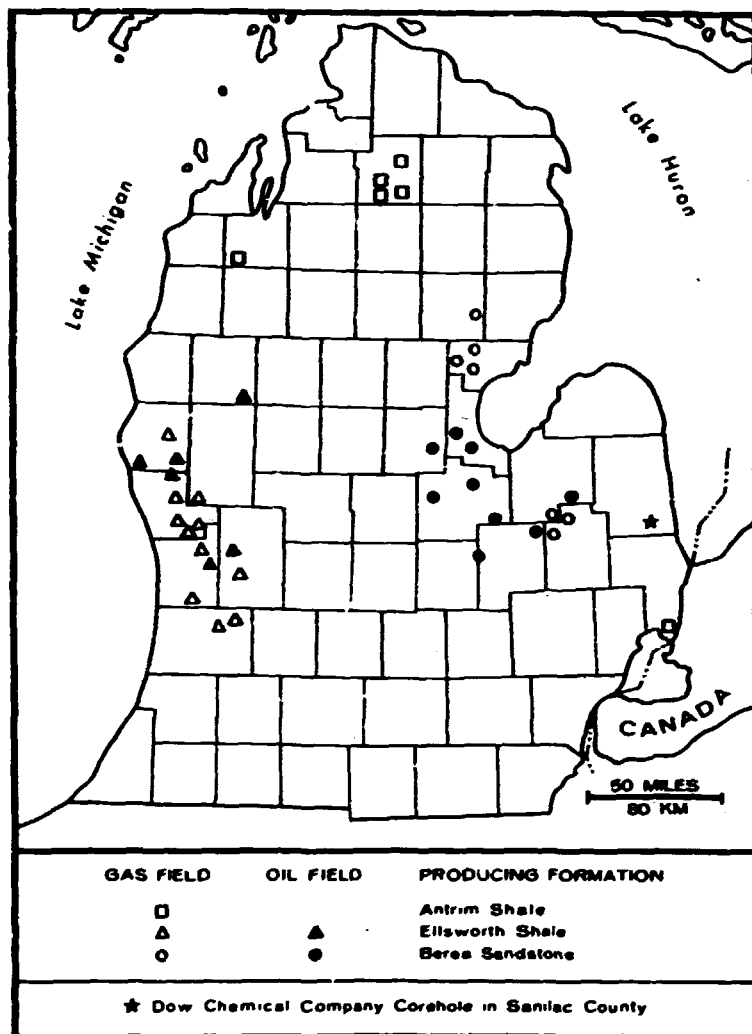 Lake Huron
Lake Michigan
CANADA
50 MILES
80 KM
GAS FIELD OIL FIELD PRODUCING FORMATION
Antrim Shale
Ellsworth Shale
Berea Sandstone
★ Dow Chemical Company Corehole in Sanilac County